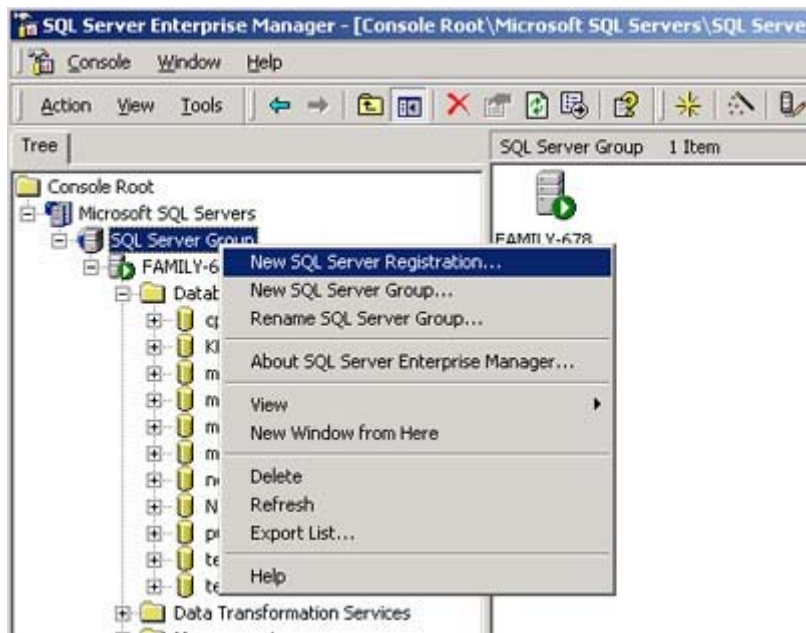 SQL Server Enterprise Manager - [Console Root\Microsoft SQL Servers\SQL Serve
Console Window Help
Action View Tools
Tree
SQL Server Group 1 Item
Console Root
Microsoft SQL Servers
SQL Server Group
FAMILY-678
FAMILY-6
Datab
New SQL Server Registration...
New SQL Server Group...
Rename SQL Server Group...
About SQL Server Enterprise Manager...
View
New Window from Here
Delete
Refresh
Export List...
Help
m
m
m
m
N
te
te
Data Transformation Services